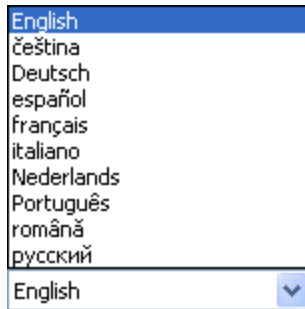 English
čeština
Deutsch
español
français
italiano
Nederlands
Português
română
русский
English